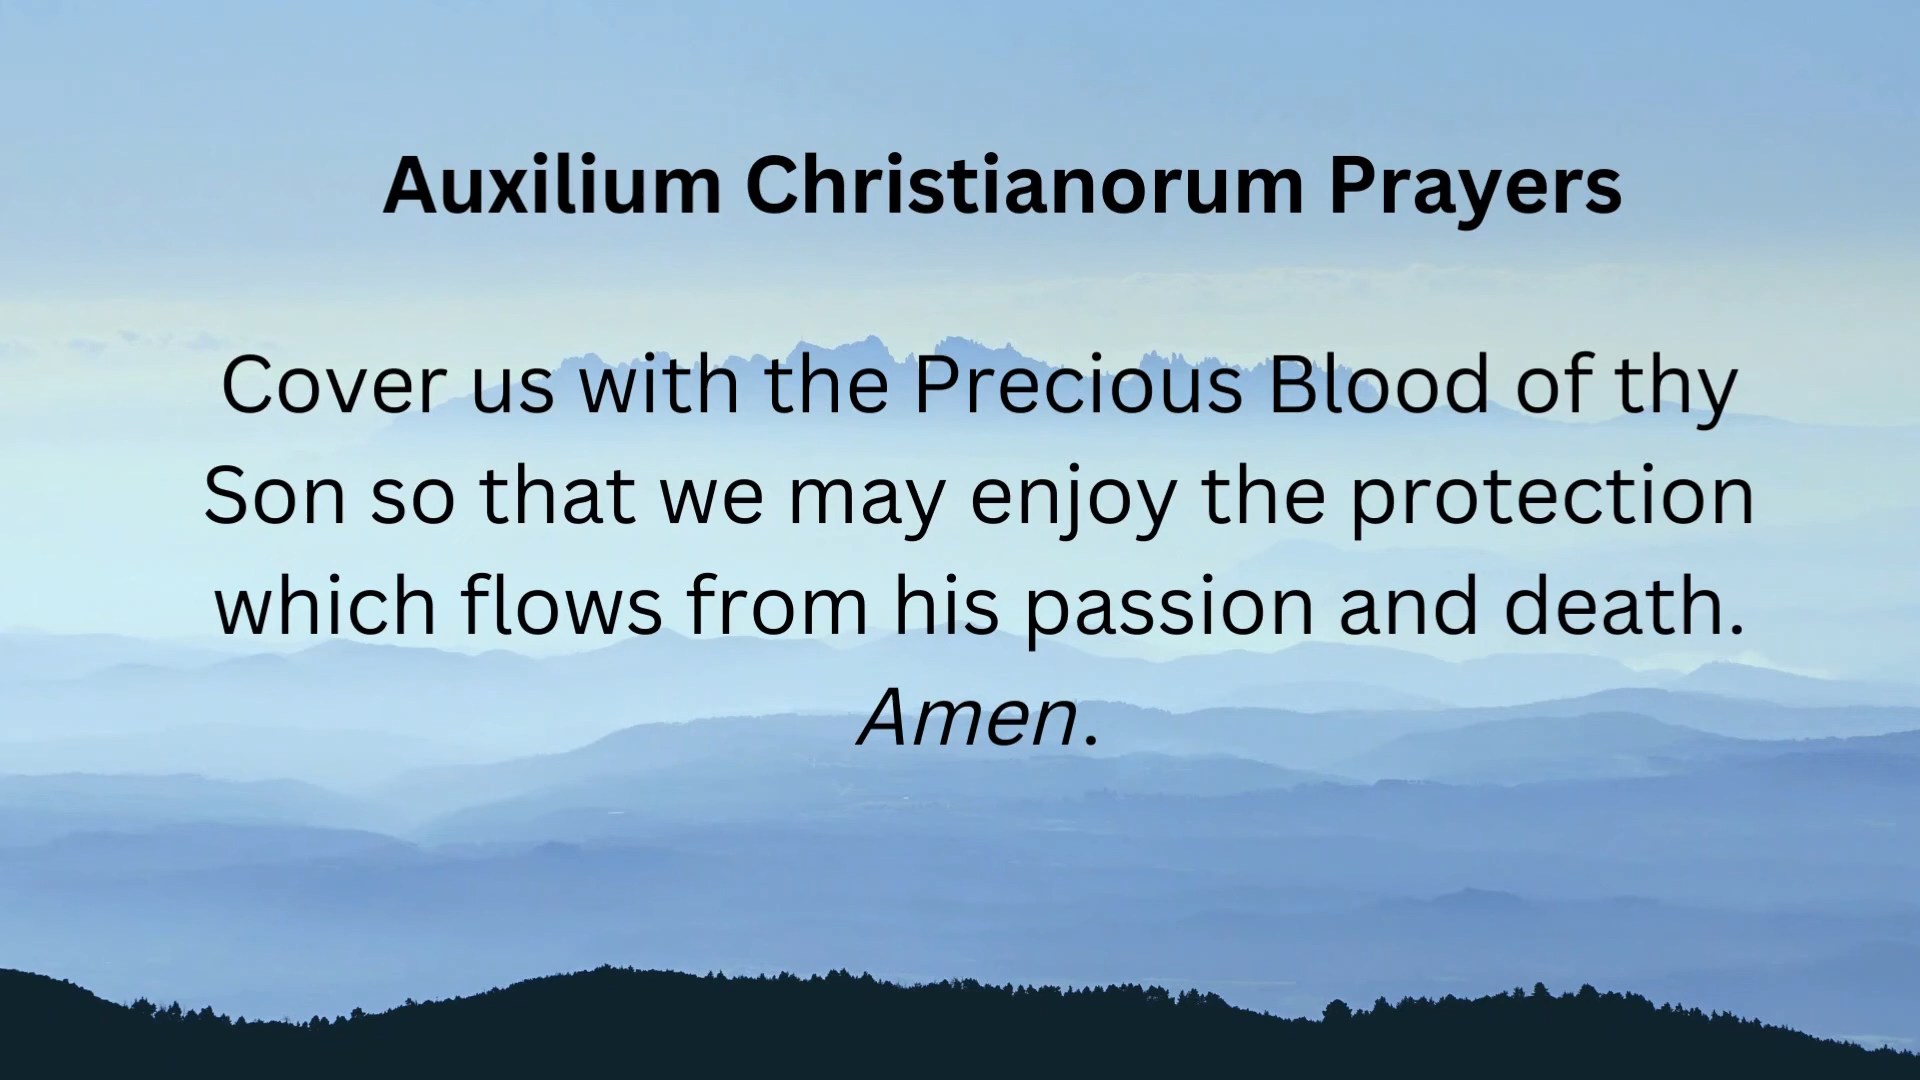 Auxilium Christianorum Prayers
Cover us with the Precious Blood of thy
Son so that we may enjoy the protection
which flows from his passion and death.
Amen.